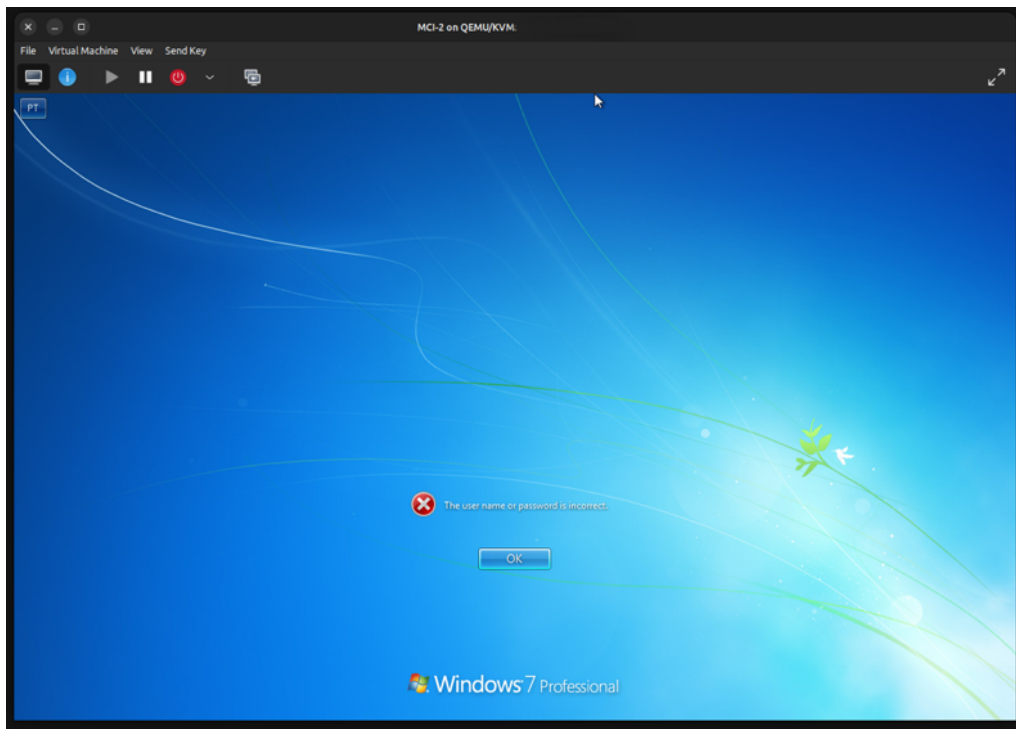 MCI-2 on QEMU/KVM.
File Virtual Machine View Send Key
PT
The user name or password is incorrect.
OK
Windows 7 Professional